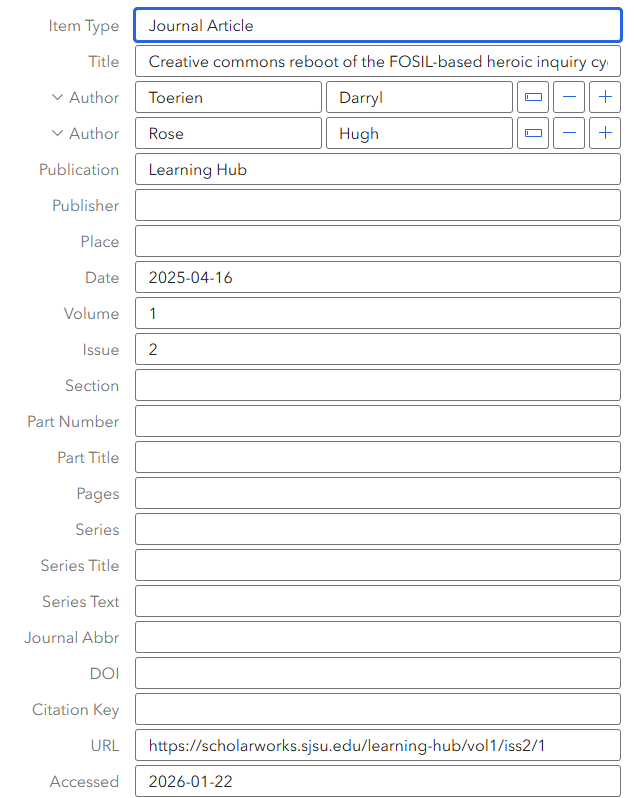 Item Type Journal Article
Title Creative commons reboot of the FOSIL-based heroic inquiry cy
Author Toerien Darryl
Author Rose Hugh
Publication Learning Hub
Publisher
Place
Date 2025-04-16
Volume 1
Issue 2
Section
Part Number
Part Title
Pages
Series
Series Title
Series Text
Journal Abbr
DOI
Citation Key
URL https://scholarworks.sjsu.edu/learning-hub/vol1/iss2/1
Accessed 2026-01-22